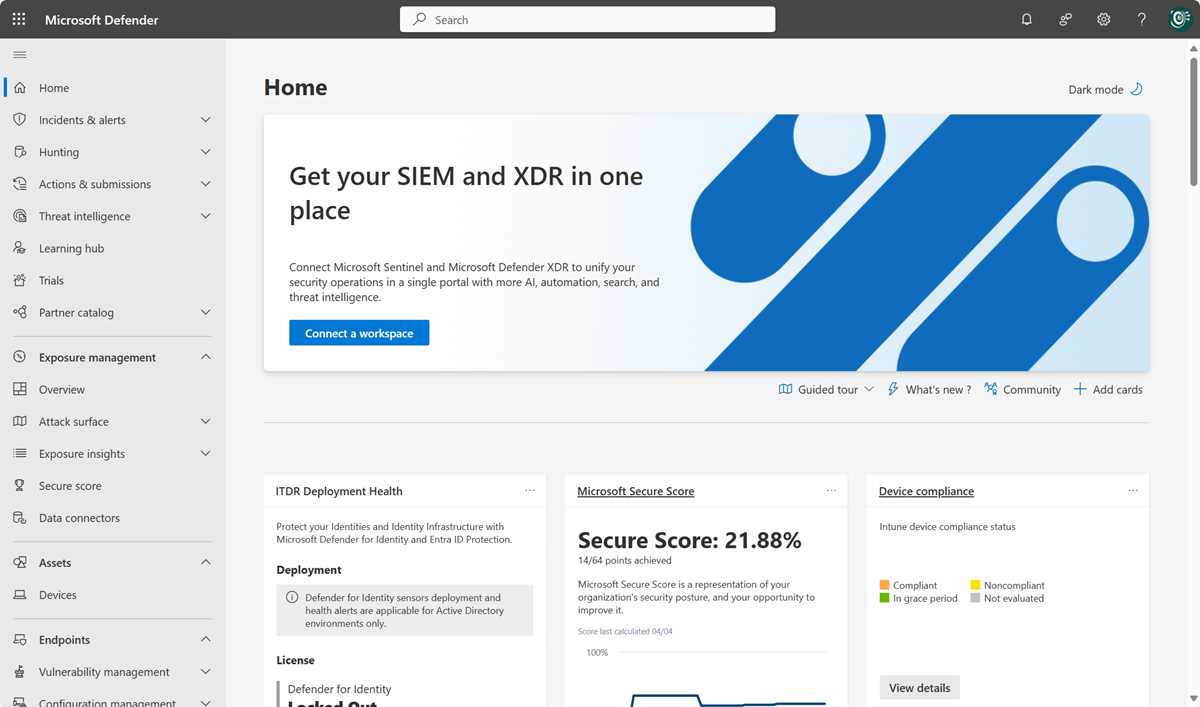 Microsoft Defender
Search
Home
Incidents & alerts
Hunting
Actions & submissions
Threat intelligence
Learning hub
Trials
Partner catalog
Exposure management
Overview
Attack surface
Exposure insights
Secure score
Data connectors
Assets
Devices
Endpoints
Vulnerability management
Configuration management
Home
Dark mode
Get your SIEM and XDR in one
place
Connect Microsoft Sentinel and Microsoft Defender XDR to unify your
security operations in a single portal with more AI, automation, search, and
threat intelligence.
Connect a workspace
Guided tour
What's new ?
Community
Add cards
ITDR Deployment Health
Protect your Identities and Identity Infrastructure with
Microsoft Defender for Identity and Entra ID Protection.
Deployment
Defender for Identity sensors deployment and
health alerts are applicable for Active Directory
environments only.
License
Defender for Identity
Locked Out
Microsoft Secure Score
Secure Score: 21.88%
14/64 points achieved
Microsoft Secure Score is a representation of your
organization's security posture, and your opportunity to
improve it.
Score last calculated 04/04
100%
Device compliance
Intune device compliance status
Compliant
Noncompliant
In grace period
Not evaluated
View details